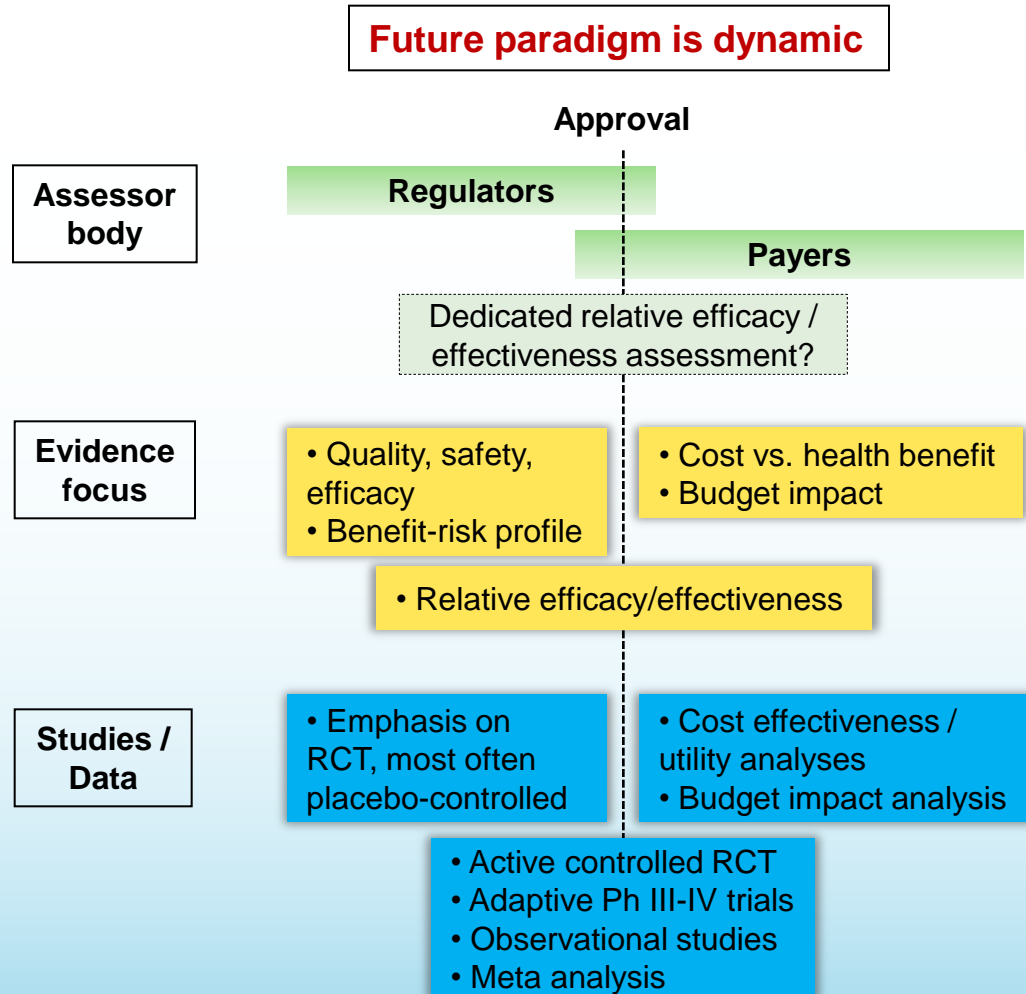 Future paradigm is dynamic
Approval
Assessor
body
Regulators
Payers
Dedicated relative efficacy /
effectiveness assessment?
Evidence
focus
• Quality, safety,
efficacy
• Benefit-risk profile
• Cost vs. health benefit
• Budget impact
• Relative efficacy/effectiveness
Studies /
Data
• Emphasis on
RCT, most often
placebo-controlled
• Cost effectiveness /
utility analyses
• Budget impact analysis
• Active controlled RCT
• Adaptive Ph III-IV trials
• Observational studies
• Meta analysis